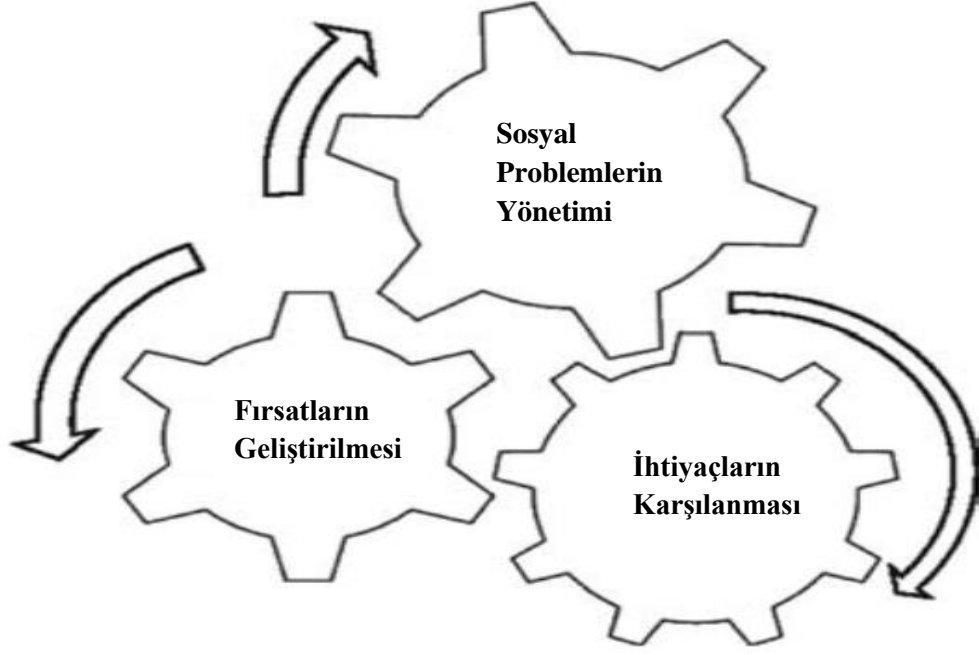 Sosyal
Problemlerin
Yönetimi
Fırsatların
Geliştirilmesi
İhtiyaçların
Karşılanması